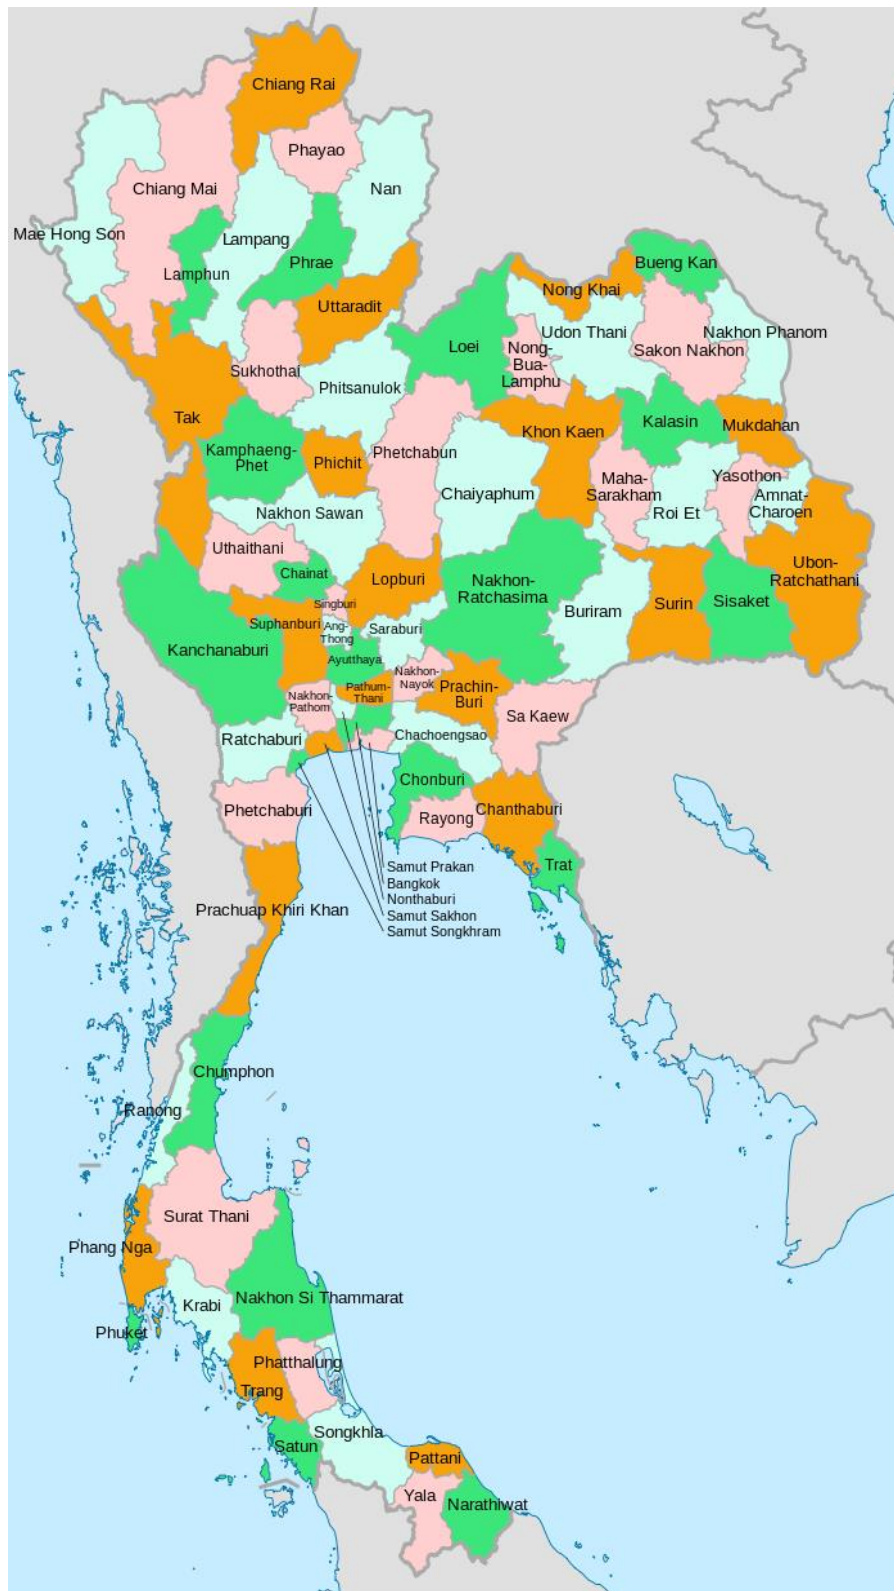 Chiang Rai
Phayao
Chiang Mai
Nan
Mae Hong Son
Lampang
Lamphun
Phrae
Bueng Kan
Nong Khai
Uttaradit
Udon Thani
Nakhon Phanom
Loei
Nong-
Bua-
Lamphu
Sakon Nakhon
Sukhothai
Phitsanulok
Tak
Khon Kaen
Kalasin
Mukdahan
Kamphaeng-
Phet
Phichit
Phetchabun
Maha-
Sarakham
Yasothon
Chaiyaphum
Amnat-
Charoen
Nakhon Sawan
Roi Et
Uthaithani
Chainat
Lopburi
Nakhon-
Ratchasima
Ubon-
Ratchathani
Singburi
Buriram
Surin
Sisaket
Suphanburi
Ang-
Thong
Saraburi
Kanchanaburi
Ayutthaya
Nakhon-
Nayok
Nakhon-
Pathom
Pathum-
Thani
Prachin-
Buri
Sa Kaew
Ratchaburi
Chachoengsao
Chonburi
Phetchaburi
Rayong
Chanthaburi
Trat
Samut Prakan
Bangkok
Nonthaburi
Samut Sakhon
Samut Songkhram
Prachuap Khiri Khan
Chumphon
Ranong
Surat Thani
Phang Nga
Nakhon Si Thammarat
Krabi
Phuket
Phatthalung
Trang
Songkhla
Satun
Pattani
Yala
Narathiwat